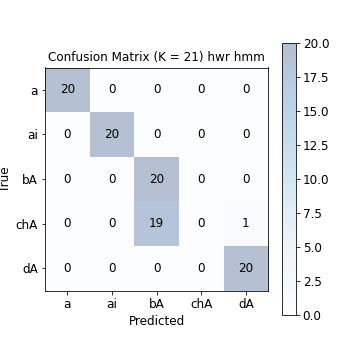 Confusion Matrix (K = 21) hwr hmm
a 20 0 0 0 0
ai 0 20 0 0 0
bA 0 0 20 0 0
chA 0 0 19 0 1
dA 0 0 0 0 20
a ai bA chA dA
Predicted
True
20.0
17.5
15.0
12.5
10.0
7.5
5.0
2.5
0.0